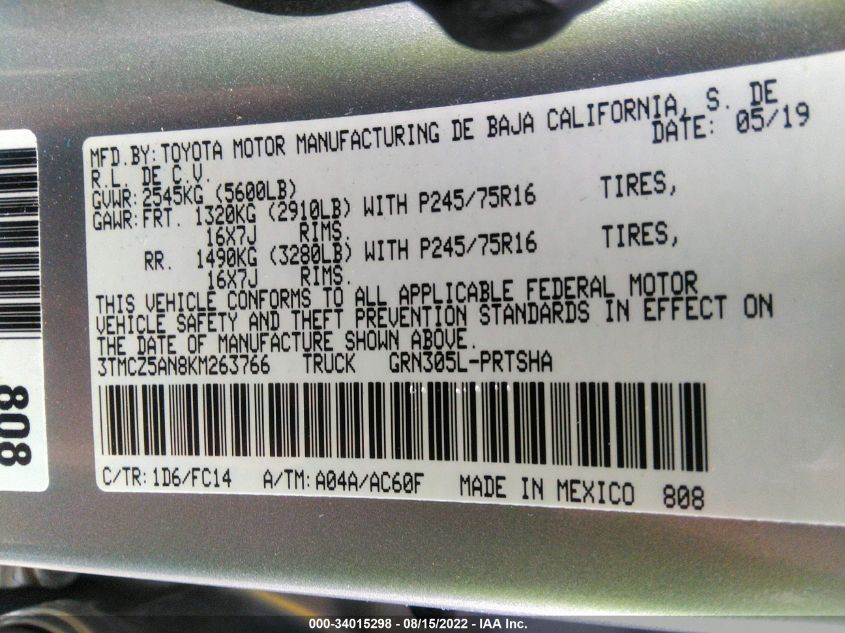 MFD.BY: TOYOTA MOTOR MANUFACTURING DE BAJA CALIFORNIA, S. DE
R.L. DE C.V. DATE: 05/19
GVWR: 2545KG (5600LB)
GAWR: FRT. 1320KG (2910LB) WITH P245/75R16 TIRES,
16X7J RIMS.
RR. 1490KG (3280LB) WITH P245/75R16 TIRES,
16X7J RIMS.
THIS VEHICLE CONFORMS TO ALL APPLICABLE FEDERAL MOTOR
VEHICLE SAFETY AND THEFT PREVENTION STANDARDS IN EFFECT ON
THE DATE OF MANUFACTURE SHOWN ABOVE.
3TMCZ5AN8KM263766 TRUCK GRN305L-PRTSHA
C/TR: 1D6/FC14 A/TM: A04A/AC60F MADE IN MEXICO 808
808
000-34015298 - 08/15/2022 - IAA Inc.